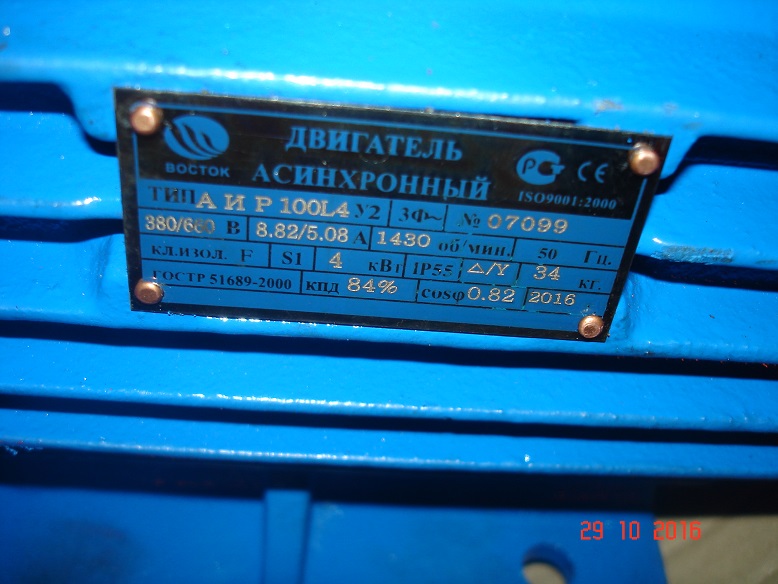 ВОСТОК
ДВИГАТЕЛЬ
АСИНХРОННЫЙ
РС CE
ISO9001:2000
ТИП АИР100L4 У2 3Ф~ № 07099
380/660 В 8.82/5.08 А 1430 об/мин. 50 Гц.
кл.изол. F S1 4 кВт IP55 △/Y 34 кг.
ГОСТР 51689-2000 кпд 84% cosφ 0.82 2016
29 10 2016